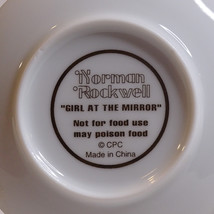 Norman
Rockwell
"GIRL AT THE MIRROR"
Not for food use
may poison food
© CPC
Made in China